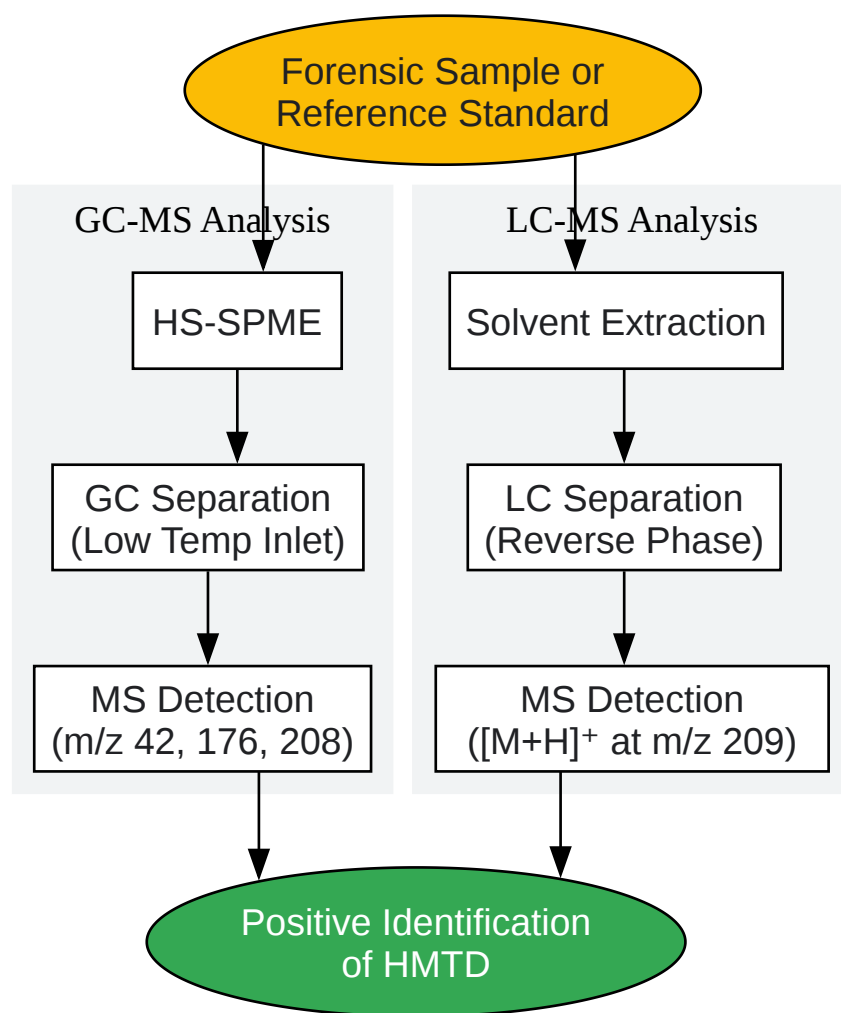 Forensic Sample or
Reference Standard
GC-MS Analysis
HS-SPME
GC Separation
(Low Temp Inlet)
MS Detection
(m/z 42, 176, 208)
LC-MS Analysis
Solvent Extraction
LC Separation
(Reverse Phase)
MS Detection
([M+H]⁺ at m/z 209)
Positive Identification
of HMTD